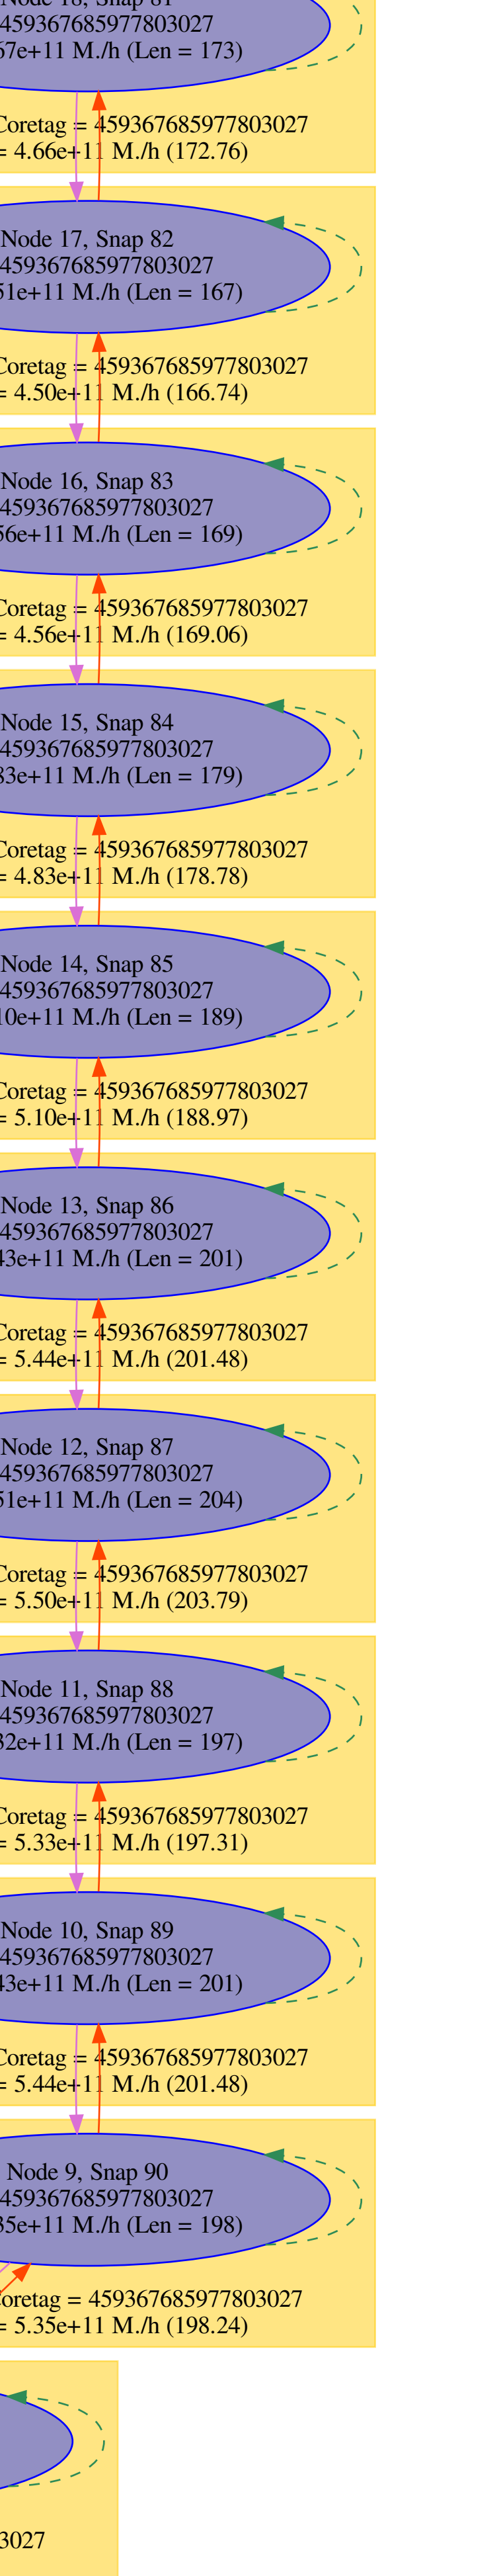 Node 18, Snap 81
459367685977803027
67e+11 M./h (Len = 173)
Coretag = 459367685977803027
= 4.66e+11 M./h (172.76)
Node 17, Snap 82
459367685977803027
51e+11 M./h (Len = 167)
Coretag = 459367685977803027
= 4.50e+11 M./h (166.74)
Node 16, Snap 83
459367685977803027
56e+11 M./h (Len = 169)
Coretag = 459367685977803027
= 4.56e+11 M./h (169.06)
Node 15, Snap 84
459367685977803027
83e+11 M./h (Len = 179)
Coretag = 459367685977803027
= 4.83e+11 M./h (178.78)
Node 14, Snap 85
459367685977803027
10e+11 M./h (Len = 189)
Coretag = 459367685977803027
= 5.10e+11 M./h (188.97)
Node 13, Snap 86
459367685977803027
43e+11 M./h (Len = 201)
Coretag = 459367685977803027
= 5.44e+11 M./h (201.48)
Node 12, Snap 87
459367685977803027
51e+11 M./h (Len = 204)
Coretag = 459367685977803027
= 5.50e+11 M./h (203.79)
Node 11, Snap 88
459367685977803027
32e+11 M./h (Len = 197)
Coretag = 459367685977803027
= 5.33e+11 M./h (197.31)
Node 10, Snap 89
459367685977803027
43e+11 M./h (Len = 201)
Coretag = 459367685977803027
= 5.44e+11 M./h (201.48)
Node 9, Snap 90
459367685977803027
35e+11 M./h (Len = 198)
Coretag = 459367685977803027
= 5.35e+11 M./h (198.24)
3027